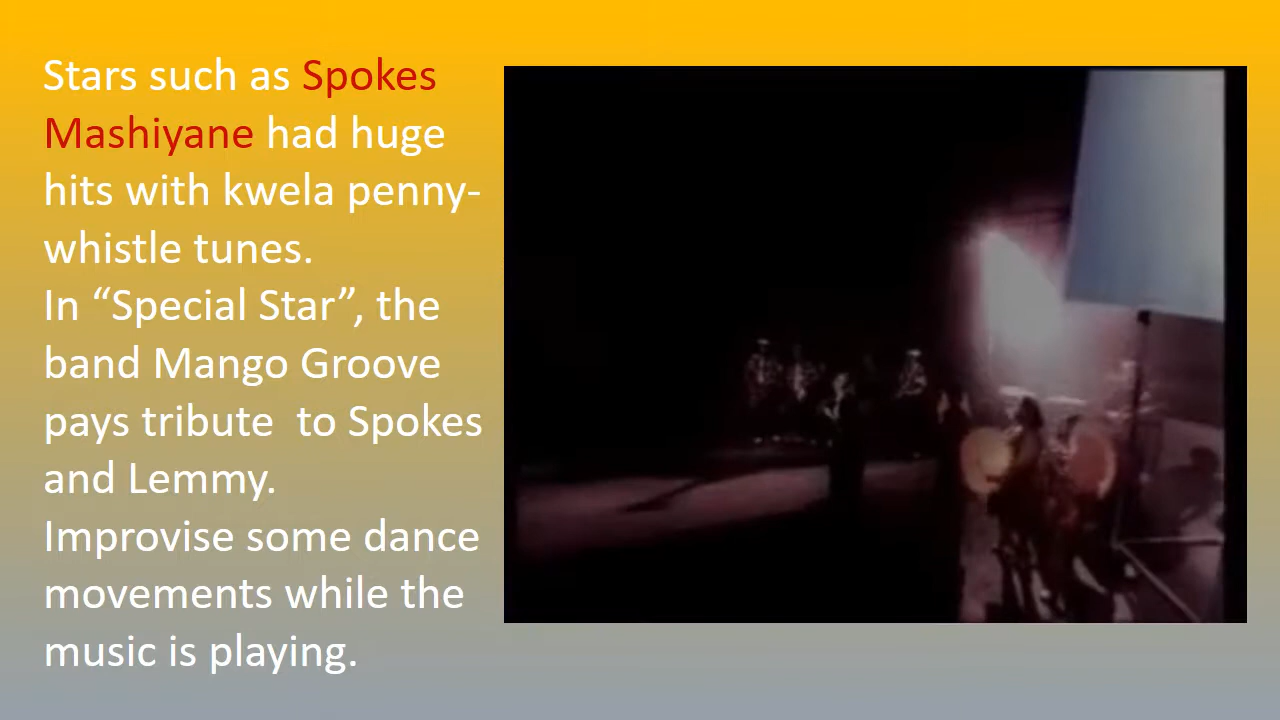 Stars such as Spokes
Mashiyane had huge
hits with kwela penny-
whistle tunes.
In “Special Star”, the
band Mango Groove
pays tribute  to Spokes
and Lemmy.
Improvise some dance
movements while the
music is playing.